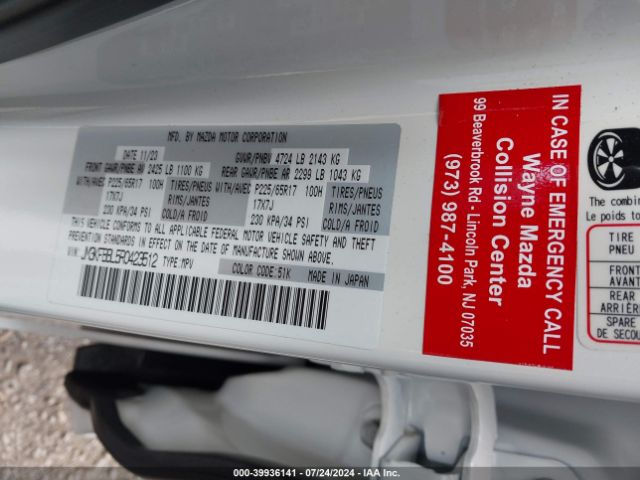 MFD. BY MAZDA MOTOR CORPORATION
DATE 11/23 GVWR/PNBV 4724 LB 2143 KG
FRONT GAWR/PNBE AV 2425 LB 1100 KG REAR GAWR/PNBE AR 2299 LB 1043 KG
WITH/AVEC P225/65R17 100H TIRES/PNEUS WITH/AVEC P225/65R17 100H TIRES/PNEUS
17X7J RIMS/JANTES 17X7J RIMS/JANTES
230 KPA/34 PSI COLD/A FROID 230 KPA/34 PSI COLD/A FROID
THIS VEHICLE CONFORMS TO ALL APPLICABLE FEDERAL MOTOR VEHICLE SAFETY AND THEFT
PREVENTION STANDARDS IN EFFECT ON THE DATE OF MANUFACTURE SHOWN ABOVE.
VIN JM3KFBBL5R0423512 TYPE:MPV
COLOR CODE: 51K MADE IN JAPAN
IN CASE OF EMERGENCY CALL
Wayne Mazda
Collision Center
99 Beaverbrook Rd - Lincoln Park, NJ 07035
(973) 987-4100
The combin
Le poids to
TIRE
PNEU
FRONT
AVANT
REAR
ARRIÈRE
SPARE
DE SECOU
000-39936141 - 07/24/2024 - IAA Inc.